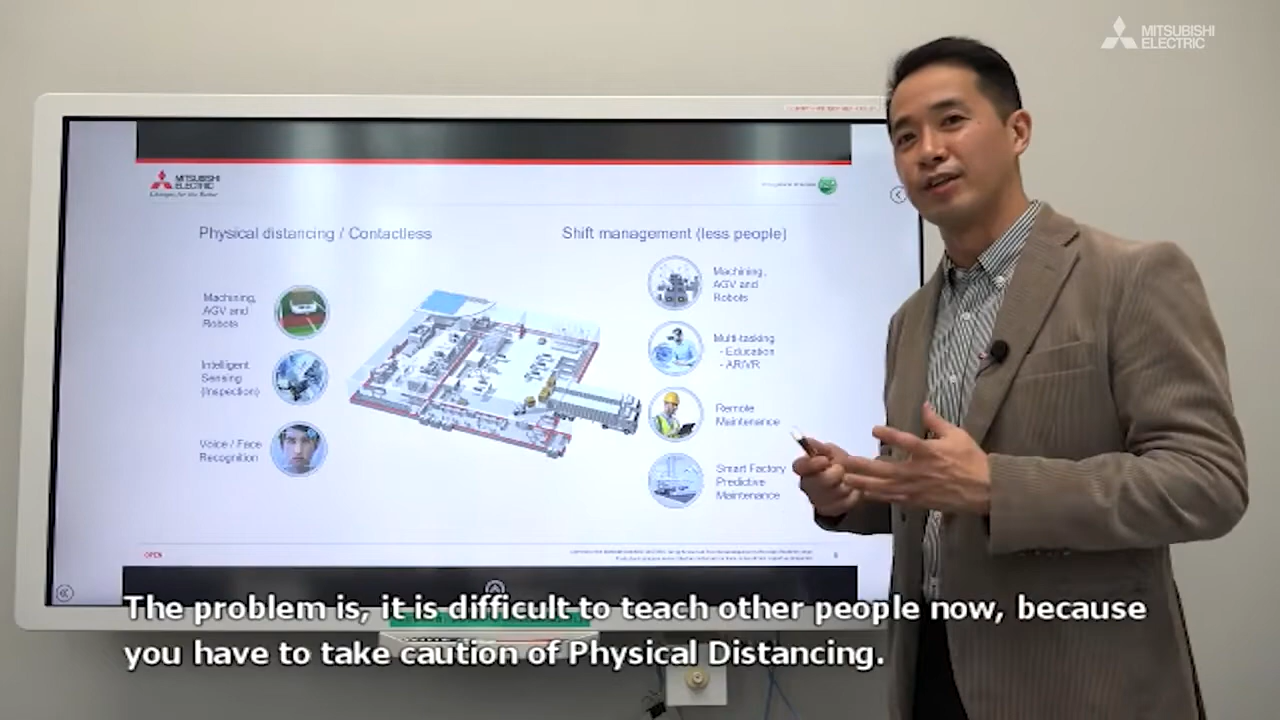 MITSUBISHI
ELECTRIC
MITSUBISHI
ELECTRIC
Changes for the Better
Physical distancing / Contactless
Shift management (less people)
Machining,
AGV and
Robots
Intelligent
Sensing
(Inspection)
Voice / Face
Recognition
Machining,
AGV and
Robots
Multi-tasking
- Education
- AR/VR
Remote
Maintenance
Smart Factory
Predictive
Maintenance
OPEN
The problem is, it is difficult to teach other people now, because
you have to take caution of Physical Distancing.